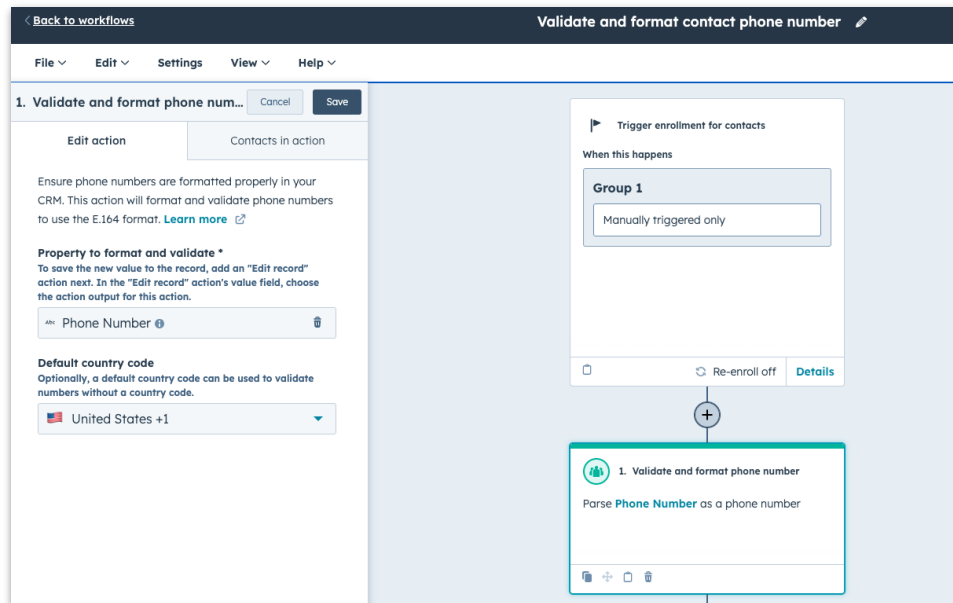 Back to workflows
Validate and format contact phone number
File
Edit
Settings
View
Help
1. Validate and format phone num...
Cancel
Save
Edit action
Contacts in action
Ensure phone numbers are formatted properly in your
CRM. This action will format and validate phone numbers
to use the E.164 format. Learn more
Property to format and validate *
To save the new value to the record, add an "Edit record"
action next. In the "Edit record" action's value field, choose
the action output for this action.
Abc Phone Number
Default country code
Optionally, a default country code can be used to validate
numbers without a country code.
United States +1
Trigger enrollment for contacts
When this happens
Group 1
Manually triggered only
Re-enroll off
Details
1. Validate and format phone number
Parse Phone Number as a phone number